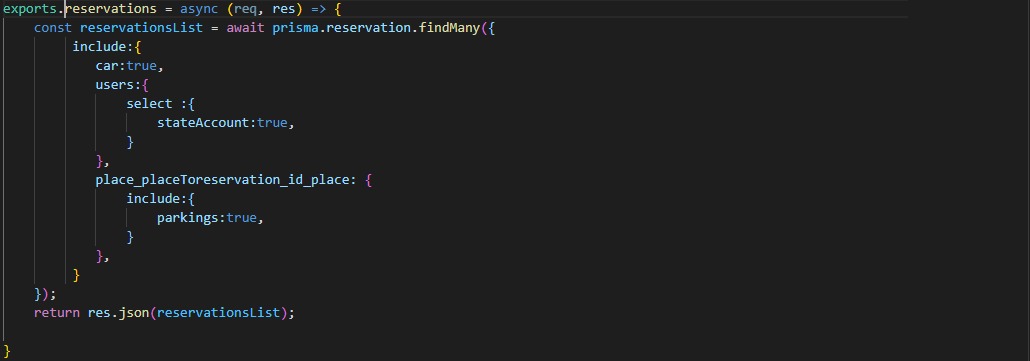 exports.reservations = async (req, res) => {
    const reservationsList = await prisma.reservation.findMany({
         include:{
            car:true,
            users:{
                select :{
                    stateAccount:true,
                }
            },
            place_placeToreservation_id_place: {
                include:{
                    parkings:true,
                }
            },
         }
    });
    return res.json(reservationsList);
}